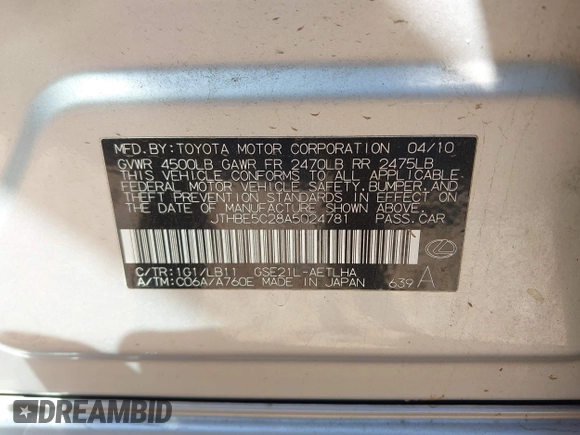 MFD.BY:TOYOTA MOTOR CORPORATION 04/10
GVWR 4500LB GAWR FR 2470LB RR 2475LB
THIS VEHICLE CONFORMS TO ALL APPLICABLE
FEDERAL MOTOR VEHICLE SAFETY, BUMPER, AND
THEFT PREVENTION STANDARDS IN EFFECT ON
THE DATE OF MANUFACTURE SHOWN ABOVE.
JTHBE5C28A5024781 PASS.CAR
C/TR:1G1/LB11 GSE21L-AETLHA
A/TM:C06A/A760E MADE IN JAPAN 639 A
DREAMBID